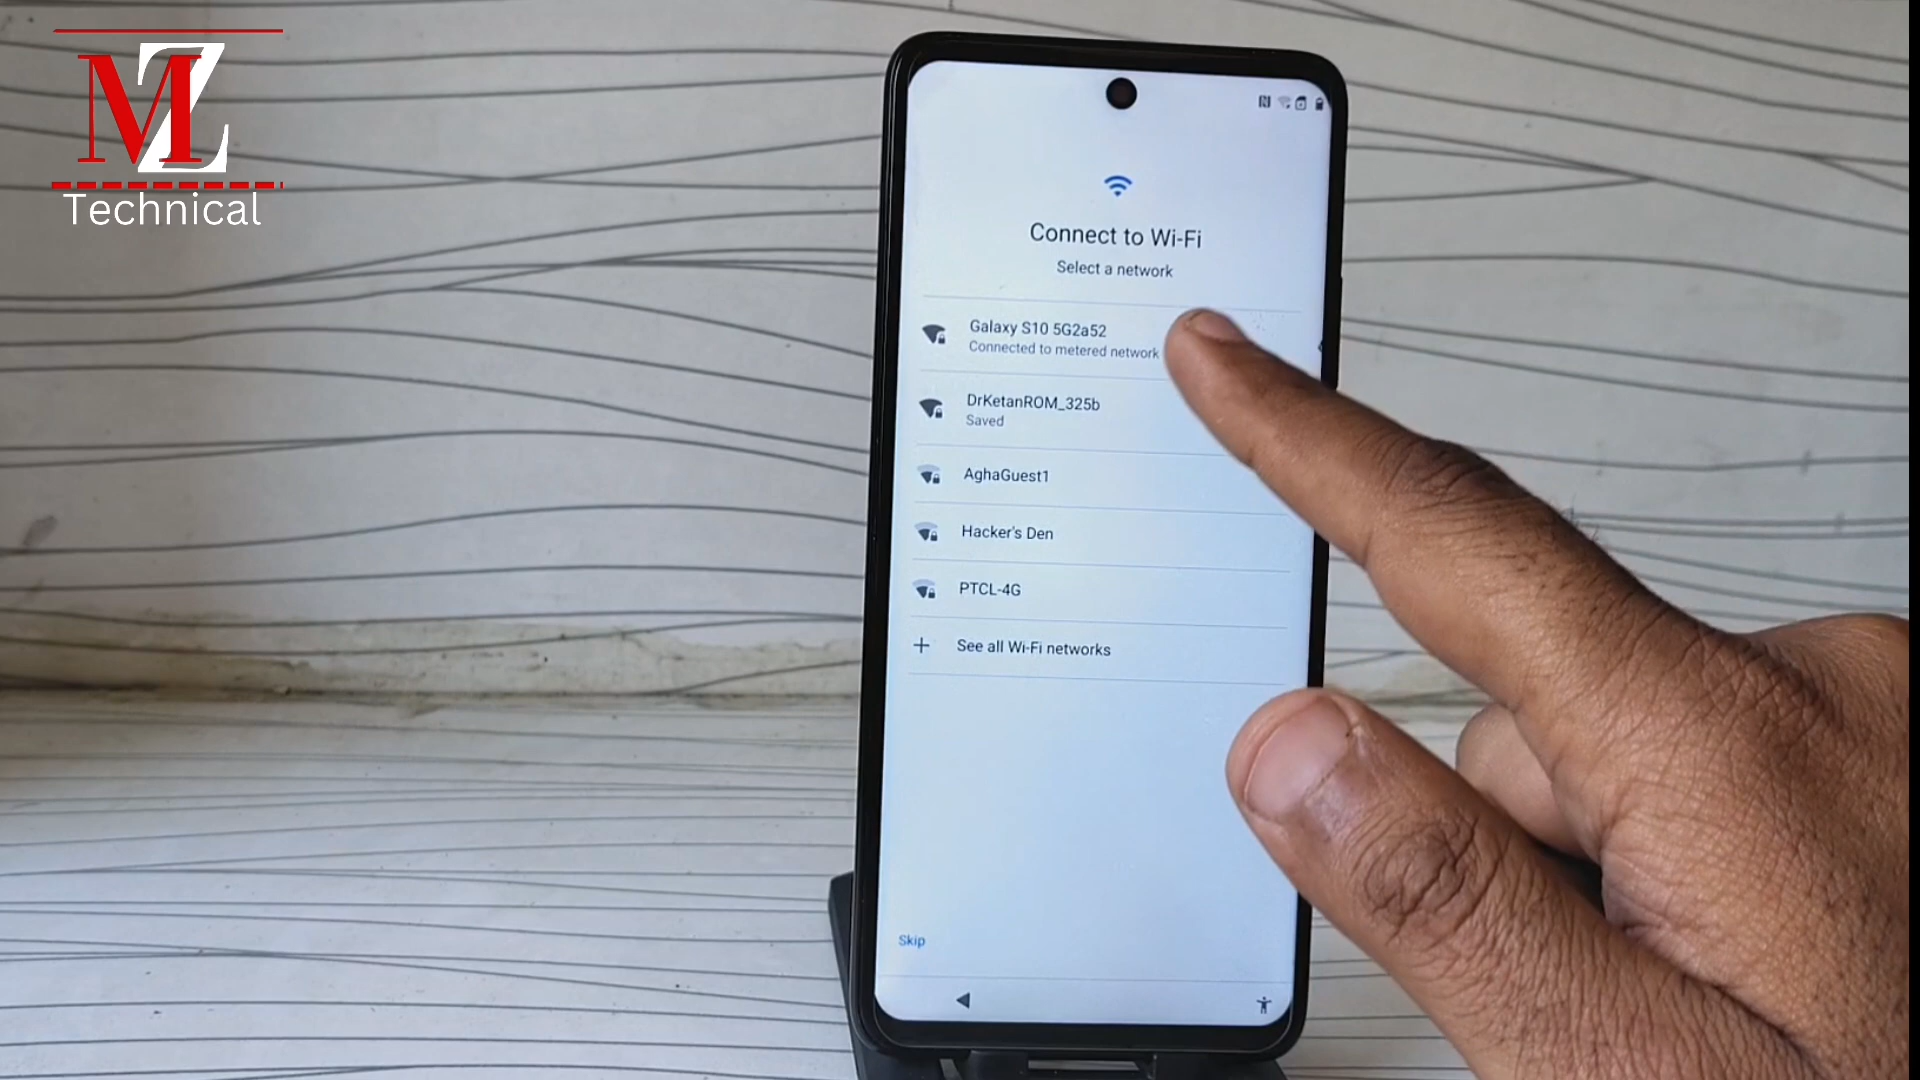 MZ
Technical
Connect to Wi-Fi
Select a network
Galaxy S10 5G2a52
Connected to metered network
DrKetanROM_325b
Saved
AghaGuest1
Hacker's Den
PTCL-4G
See all Wi-Fi networks
Skip